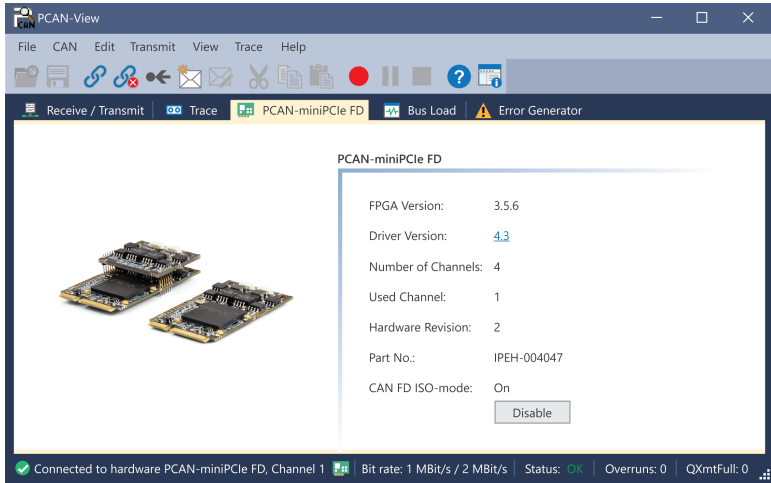 CAN
PCAN-View
File CAN Edit Transmit View Trace Help
Receive / Transmit Trace PCAN-miniPCIe FD Bus Load Error Generator
PCAN-miniPCIe FD
FPGA Version: 3.5.6
Driver Version: 4.3
Number of Channels: 4
Used Channel: 1
Hardware Revision: 2
Part No.: IPEH-004047
CAN FD ISO-mode: On
Disable
Connected to hardware PCAN-miniPCIe FD, Channel 1 Bit rate: 1 MBit/s / 2 MBit/s Status: OK Overruns: 0 QXmtFull: 0